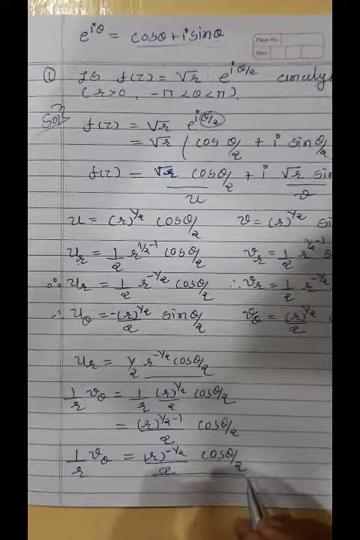 e^iθ = cosθ + i sinθ
Page No.
Date
① Is f(z) = √r e^iθ/2
(r>0, -π<θ<π).
Solⁿ
f(z) = √r e^iθ/2
= √r (cos θ/2 + i sin θ/2
f(z) = √r cos θ/2 + i √r sin
u v
u = (r)^1/2 cos θ/2 v = (r)^1/2
u_r = 1/2 r^1/2-1 cos θ/2 v_r = 1/2 r^1/2-1
∴ u_r = 1/2 r^-1/2 cos θ/2 ∴ v_r = 1/2 r^-1/2
∴ u_θ = -(r)^1/2/2 sin θ/2 v_θ = (r)^1/2/2
u_r = 1/2 r^-1/2 cos θ/2
1/r v_θ = 1/r (r)^1/2/2 cos θ/2
= (r)^1/2-1/2 cos θ/2
1/r v_θ = (r)^-1/2/2 cos θ/2